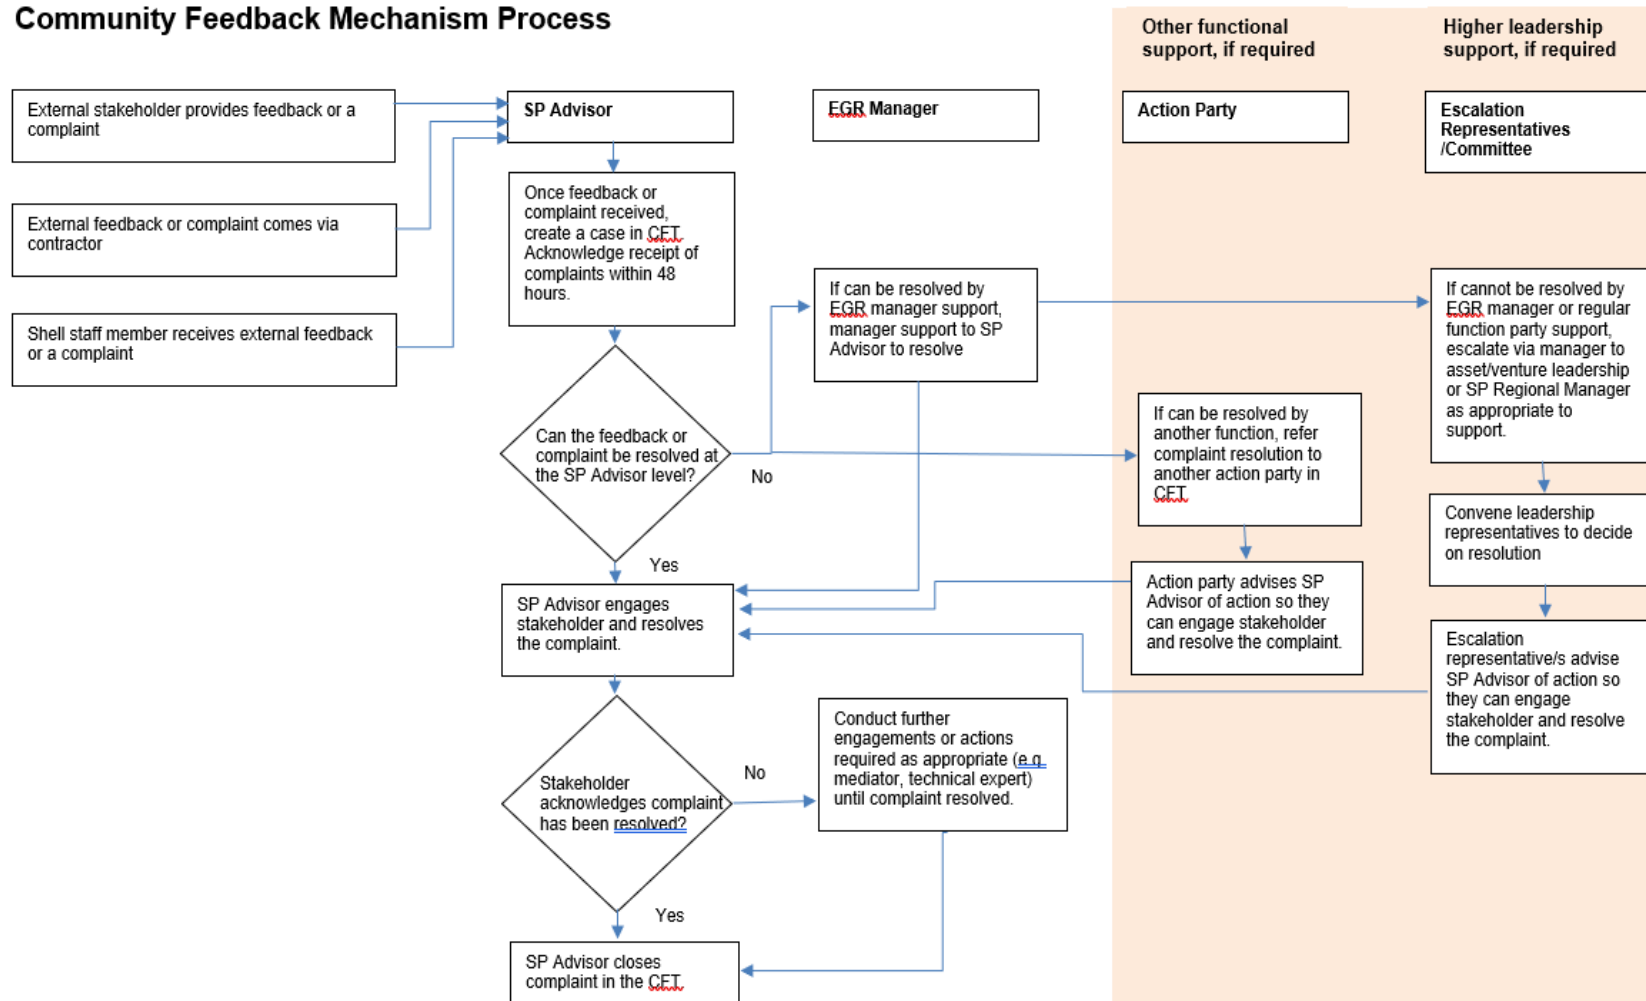 Community Feedback Mechanism Process
Other functional
support, if required
Higher leadership
support, if required
External stakeholder provides feedback or a
complaint
SP Advisor
EGR Manager
Action Party
Escalation
Representatives
/Committee
External feedback or complaint comes via
contractor
Shell staff member receives external feedback
or a complaint
Once feedback or
complaint received,
create a case in CFT
Acknowledge receipt of
complaints within 48
hours.
If can be resolved by
EGR manager support,
manager support to SP
Advisor to resolve
If cannot be resolved by
EGR manager or regular
function party support,
escalate via manager to
asset/venture leadership
or SP Regional Manager
as appropriate to
support.
Can the feedback or
complaint be resolved at
the SP Advisor level?
No
If can be resolved by
another function, refer
complaint resolution to
another action party in
CFT
Convene leadership
representatives to decide
on resolution
Yes
SP Advisor engages
stakeholder and resolves
the complaint.
Action party advises SP
Advisor of action so they
can engage stakeholder
and resolve the complaint.
Escalation
representative/s advise
SP Advisor of action so
they can engage
stakeholder and resolve
the complaint.
Stakeholder
acknowledges complaint
has been resolved?
No
Conduct further
engagements or actions
required as appropriate (e.g.
mediator, technical expert)
until complaint resolved.
Yes
SP Advisor closes
complaint in the CFT